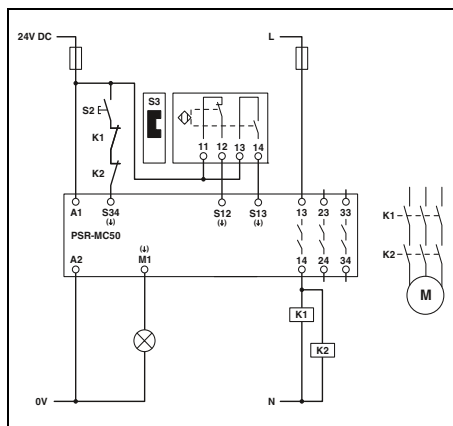 24V DC
L
S3
S2
K1
K2
11 12 13 14
A1
S34
(↓)
S12
(↓)
S13
(↓)
13
23
33
PSR-MC50
A2
(↓)
M1
14
24
34
K1
K2
K1
K2
M
0V
N